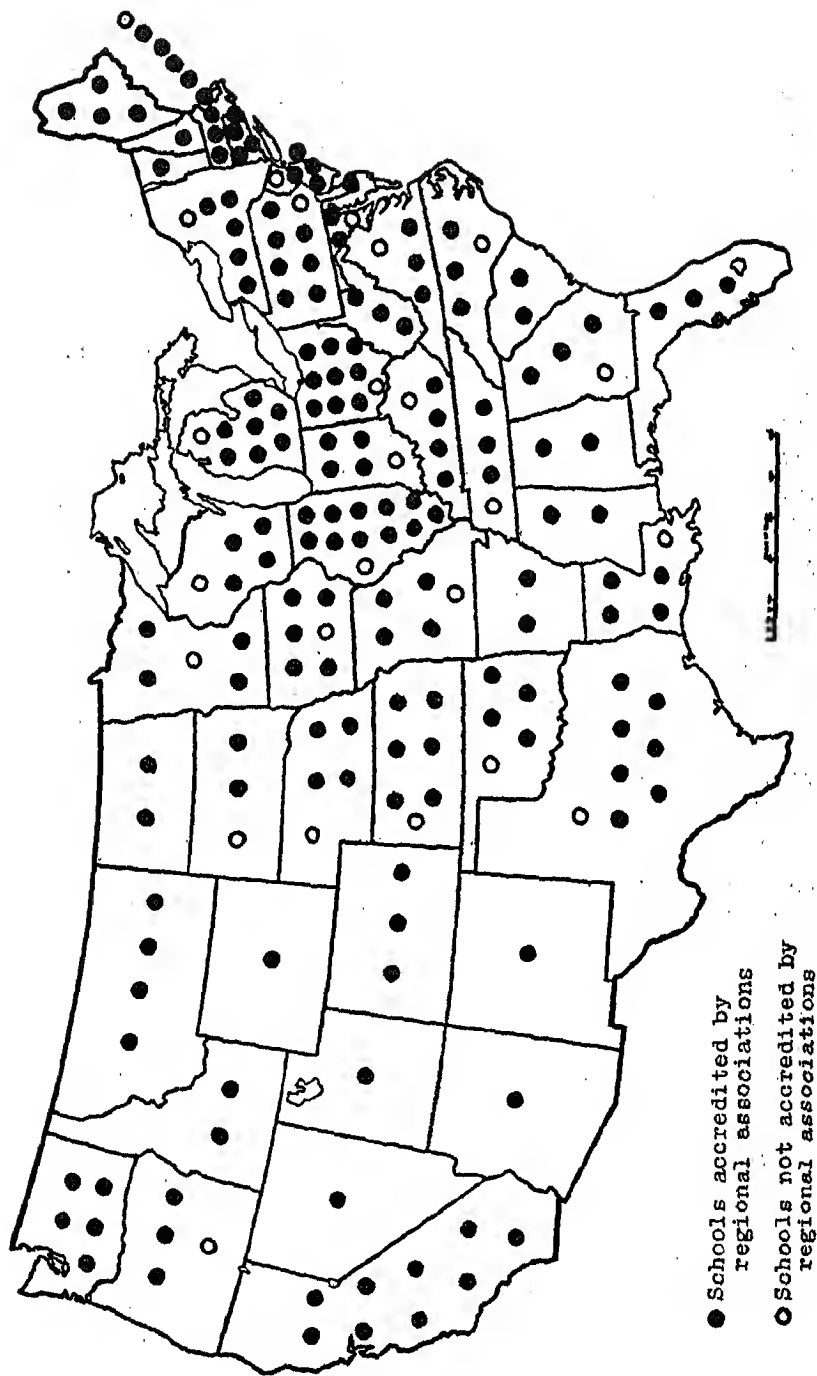 ● Schools accredited by
regional associations
○ Schools not accredited by
regional associations